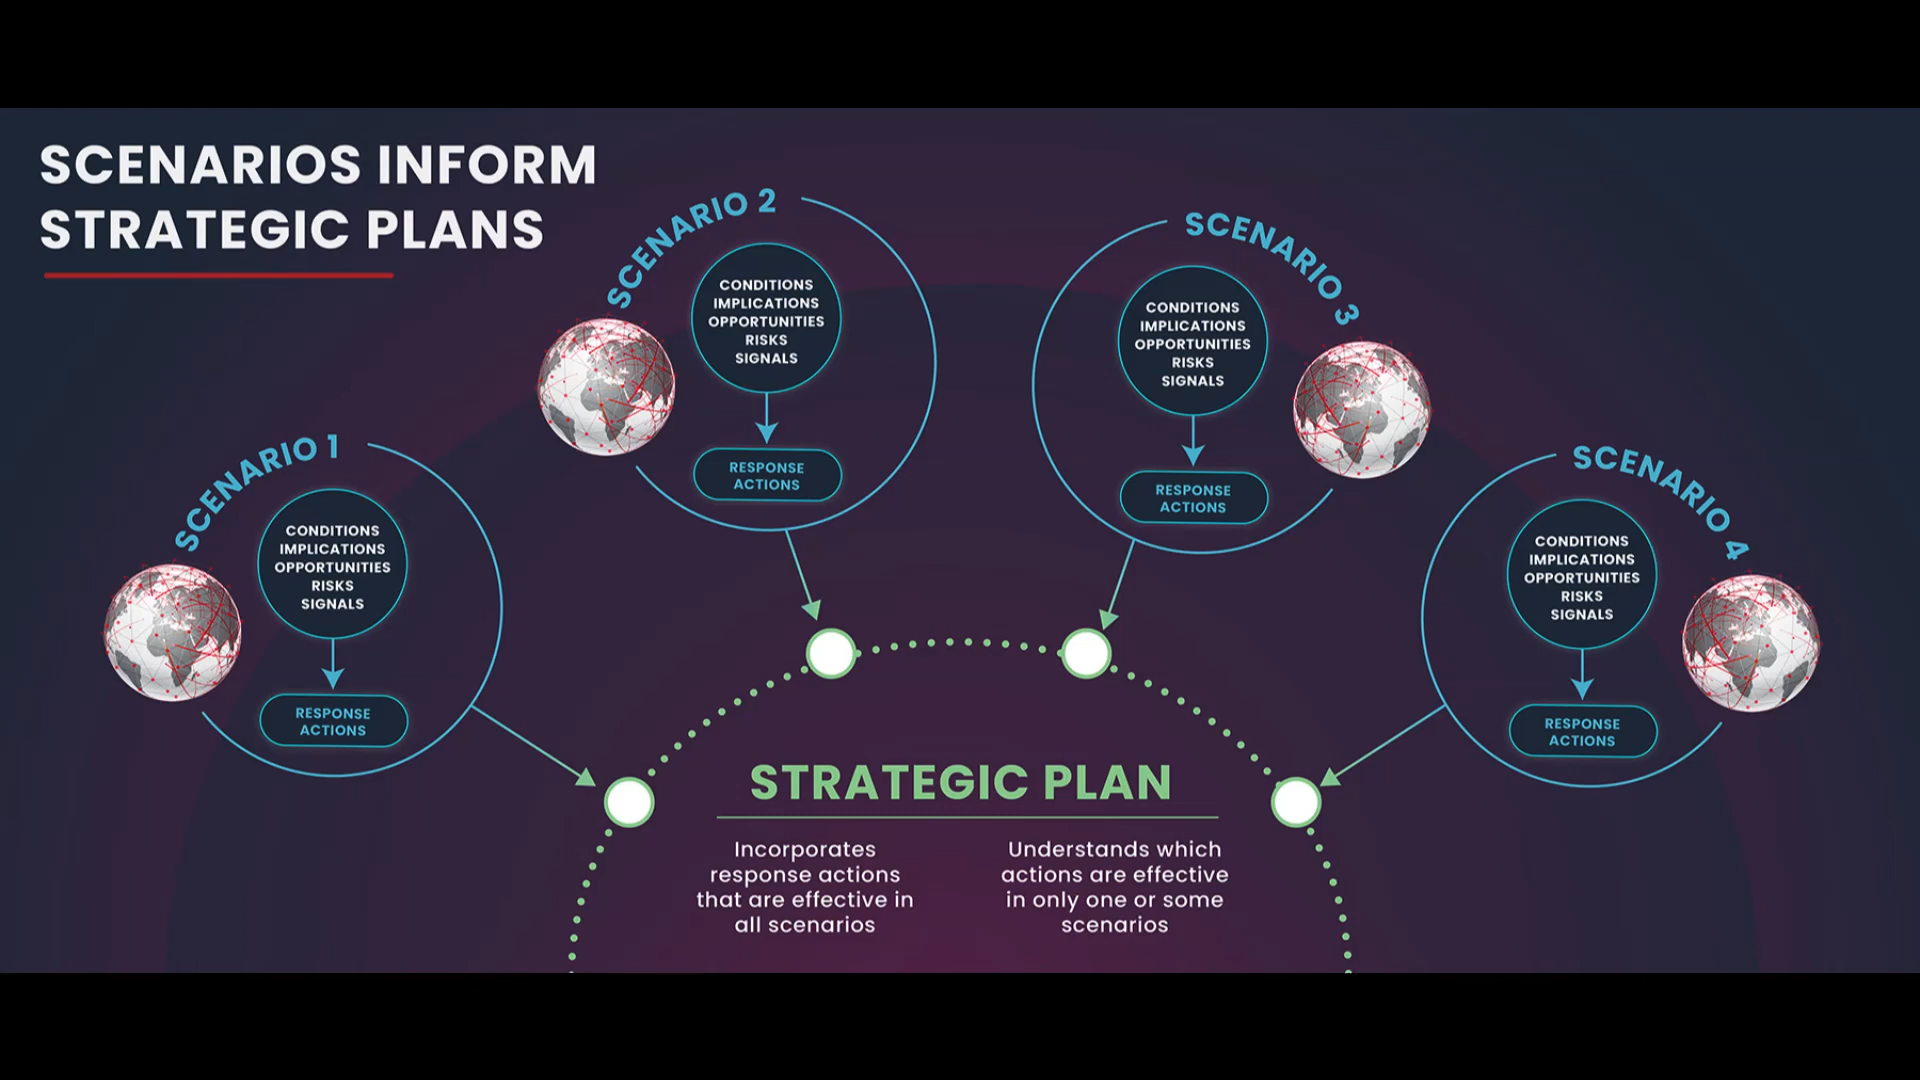 SCENARIOS INFORM
STRATEGIC PLANS
SCENARIO 1
CONDITIONS
IMPLICATIONS
OPPORTUNITIES
RISKS
SIGNALS
RESPONSE
ACTIONS
SCENARIO 2
CONDITIONS
IMPLICATIONS
OPPORTUNITIES
RISKS
SIGNALS
RESPONSE
ACTIONS
SCENARIO 3
CONDITIONS
IMPLICATIONS
OPPORTUNITIES
RISKS
SIGNALS
RESPONSE
ACTIONS
SCENARIO 4
CONDITIONS
IMPLICATIONS
OPPORTUNITIES
RISKS
SIGNALS
RESPONSE
ACTIONS
STRATEGIC PLAN
Incorporates
response actions
that are effective in
all scenarios
Understands which
actions are effective
in only one or some
scenarios